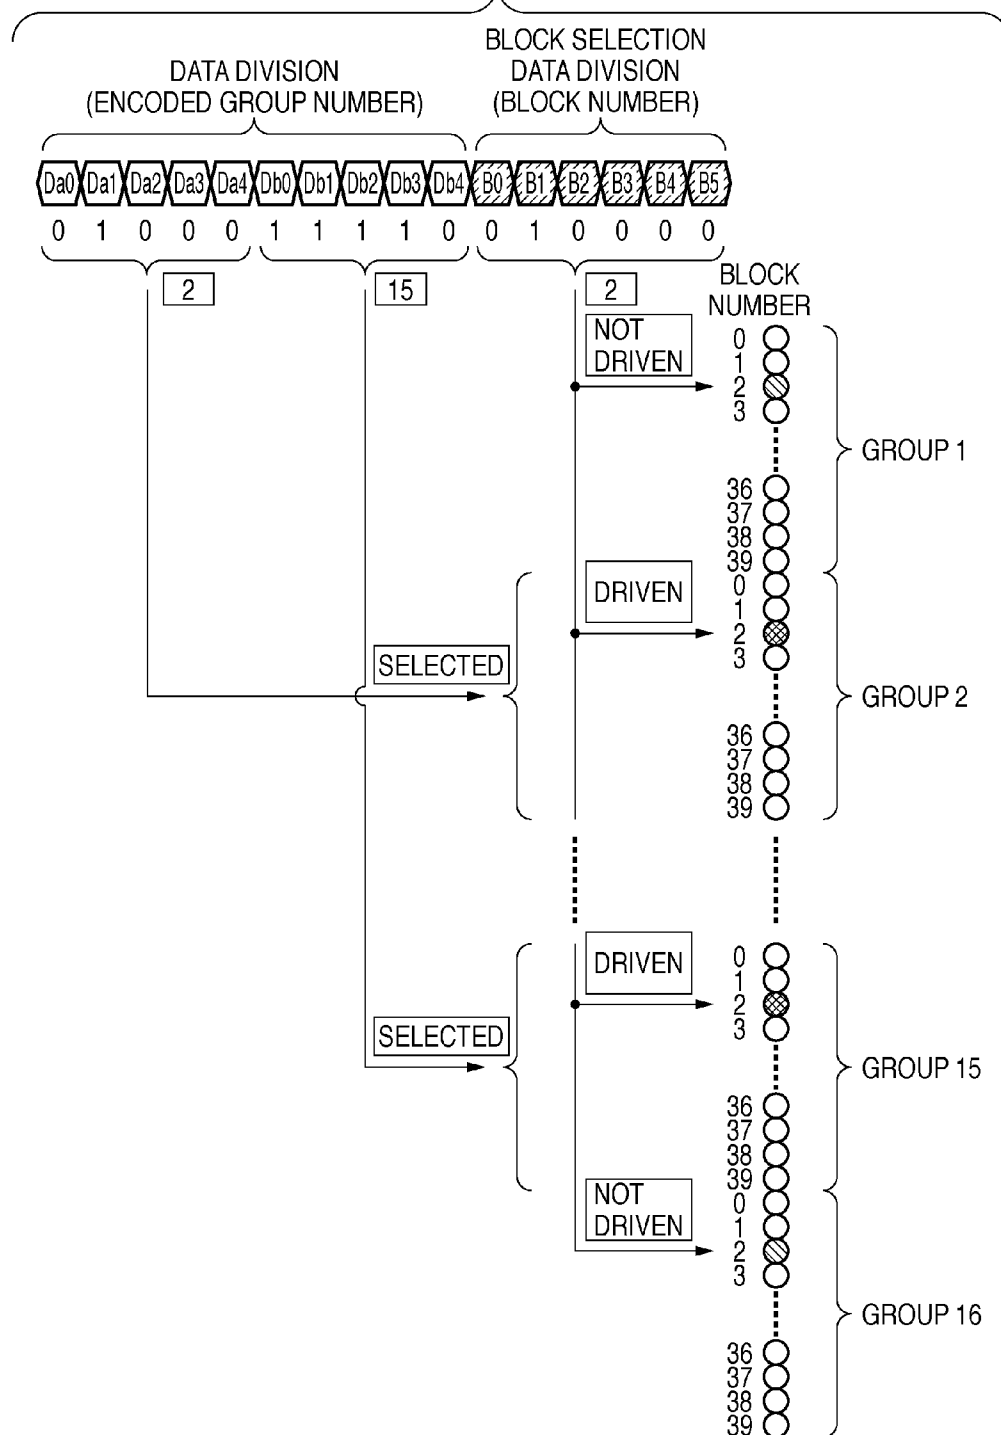 BLOCK SELECTION
DATA DIVISION
(BLOCK NUMBER)
DATA DIVISION
(ENCODED GROUP NUMBER)
Da0 Da1 Da2 Da3 Da4 Db0 Db1 Db2 Db3 Db4 B0 B1 B2 B3 B4 B5
0 1 0 0 0 1 1 1 1 0 0 1 0 0 0 0
2 15 2
BLOCK
NUMBER
NOT
DRIVEN
0
1
2
3
GROUP 1
36
37
38
39
DRIVEN
0
1
2
3
SELECTED
GROUP 2
36
37
38
39
DRIVEN
0
1
2
3
SELECTED
GROUP 15
36
37
38
39
NOT
DRIVEN
0
1
2
3
GROUP 16
36
37
38
39